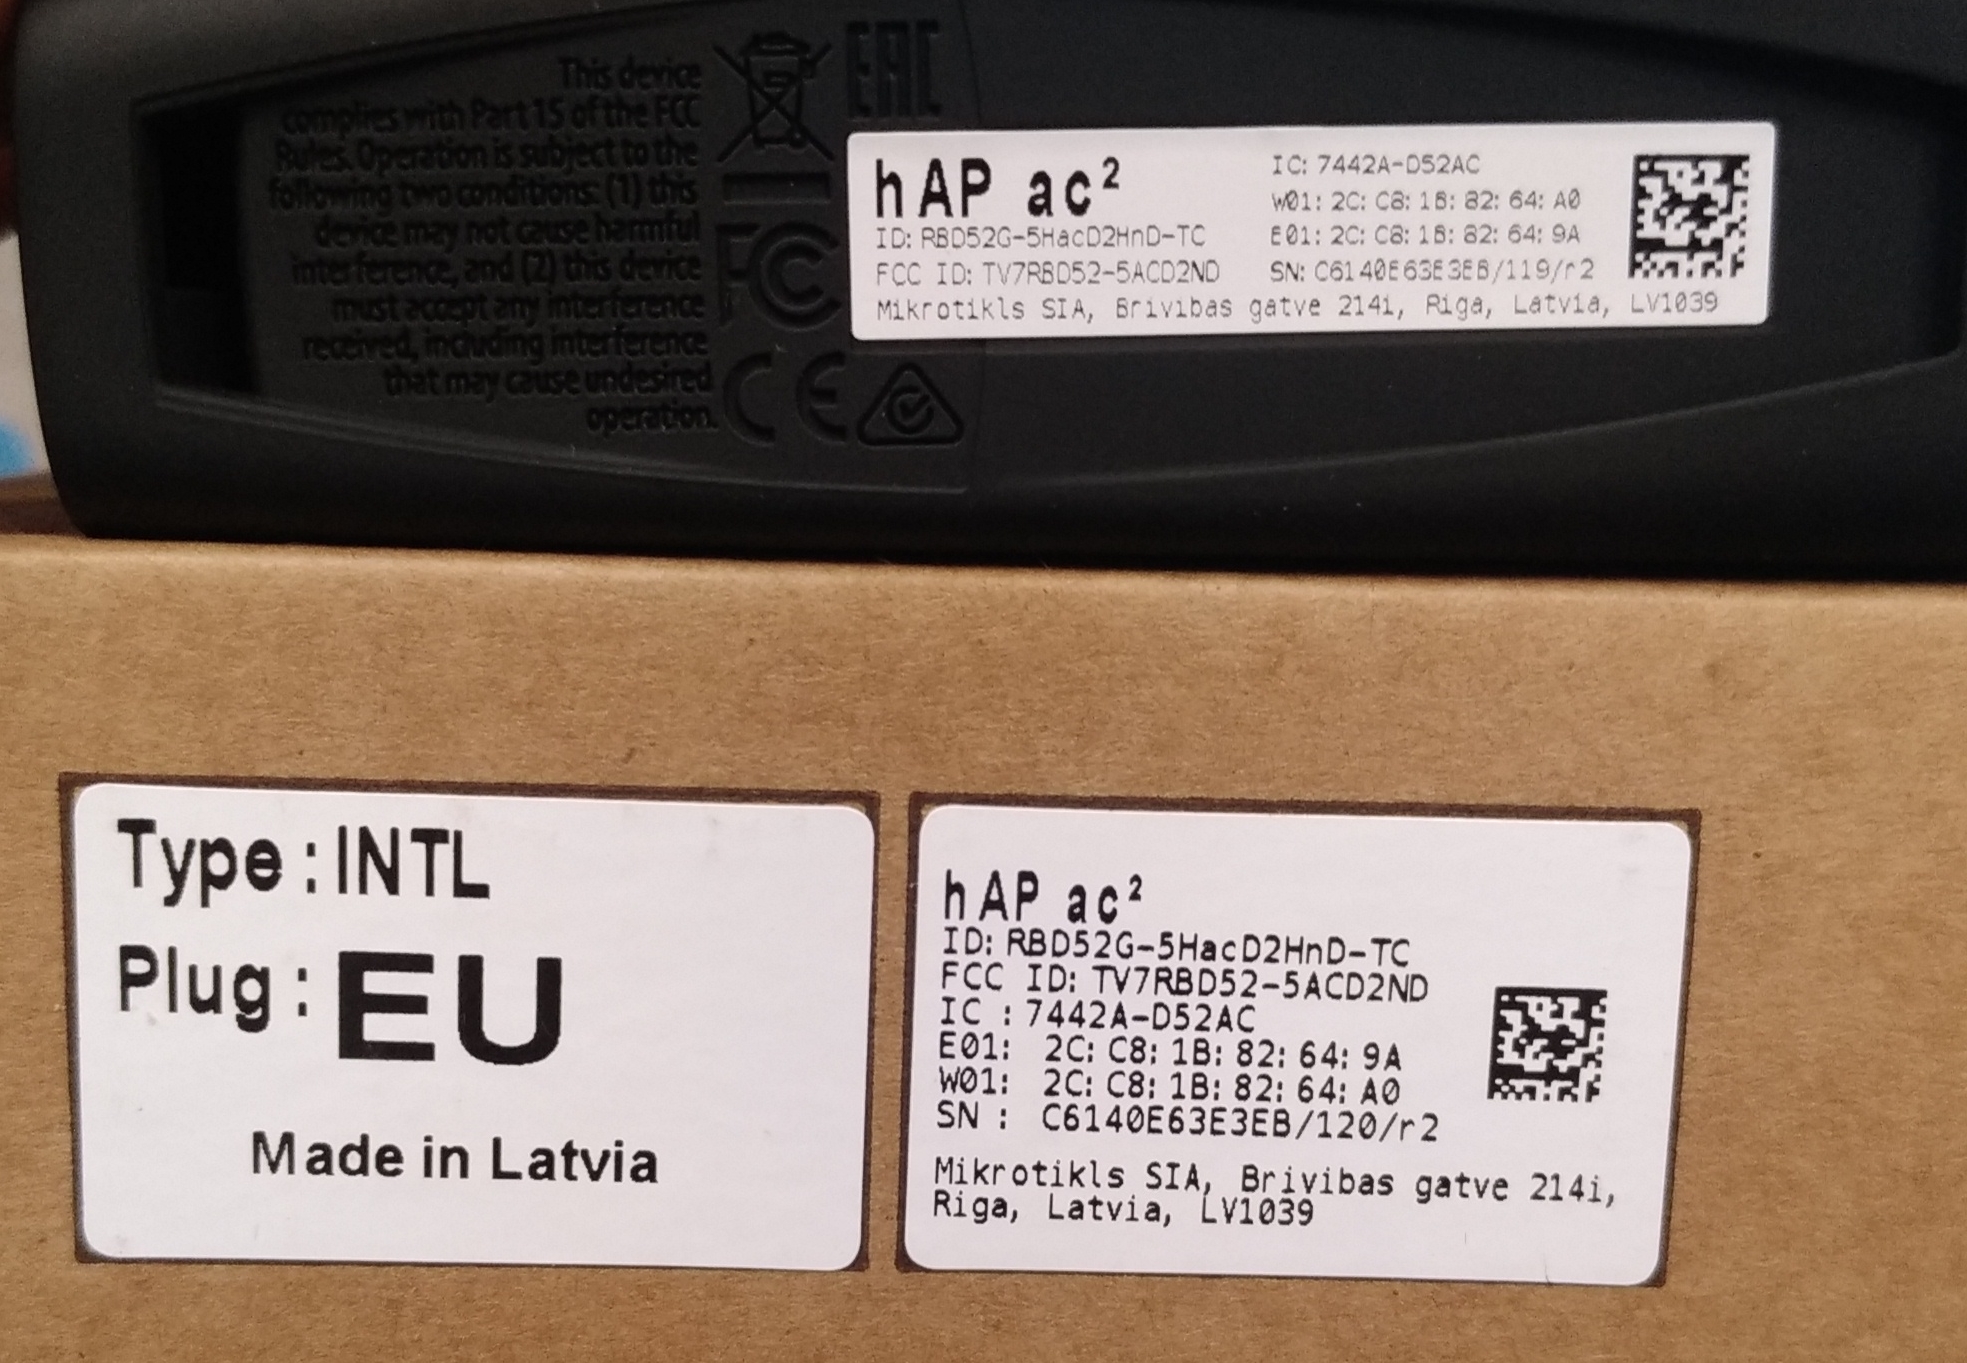 This device
complies with Part 15 of the FCC
Rules. Operation is subject to the
following two conditions: (1) this
device may not cause harmful
interference, and (2) this device
must accept any interference
received, including interference
that may cause undesired
operation.
EAC
FC
CE
hAP ac²
ID: RBD52G-5HacD2HnD-TC
FCC ID: TV7RBD52-5ACD2ND
IC: 7442A-D52AC
W01: 2C: C8: 1B: 82: 64: A0
E01: 2C: C8: 1B: 82: 64: 9A
SN: C6140E63E3EB/119/r2
Mikrotikls SIA, Brivibas gatve 214i, Riga, Latvia, LV1039
Type : INTL
Plug : EU
Made in Latvia
hAP ac²
ID: RBD52G-5HacD2HnD-TC
FCC ID: TV7RBD52-5ACD2ND
IC : 7442A-D52AC
E01: 2C: C8: 1B: 82: 64: 9A
W01: 2C: C8: 1B: 82: 64: A0
SN : C6140E63E3EB/120/r2
Mikrotikls SIA, Brivibas gatve 214i,
Riga, Latvia, LV1039